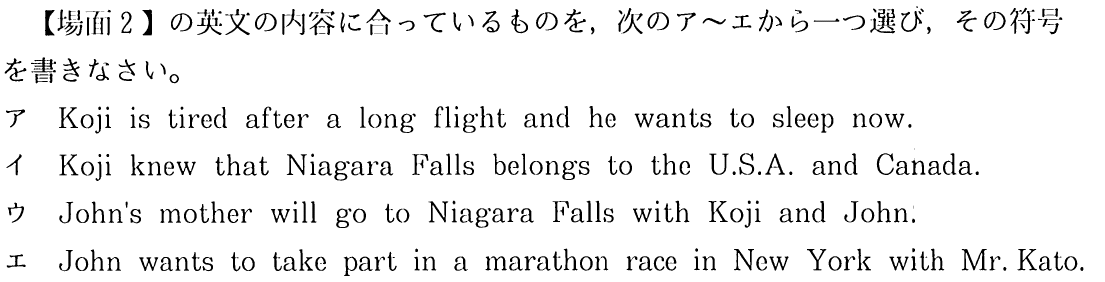 【場面2】の英文の内容に合っているものを，次のア～エから一つ選び，その符号
を書きなさい。
ア Koji is tired after a long flight and he wants to sleep now.
イ Koji knew that Niagara Falls belongs to the U.S.A. and Canada.
ウ John's mother will go to Niagara Falls with Koji and John.
エ John wants to take part in a marathon race in New York with Mr. Kato.